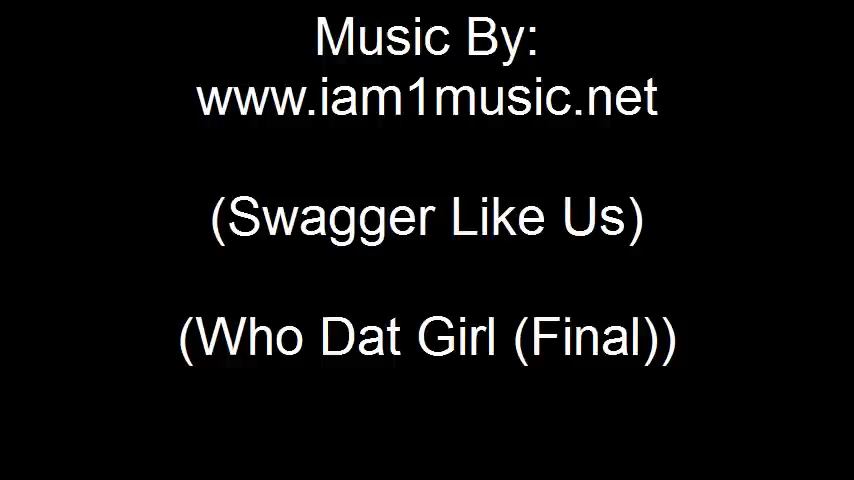 Music By:
www.iam1music.net
(Swagger Like Us)
(Who Dat Girl (Final))